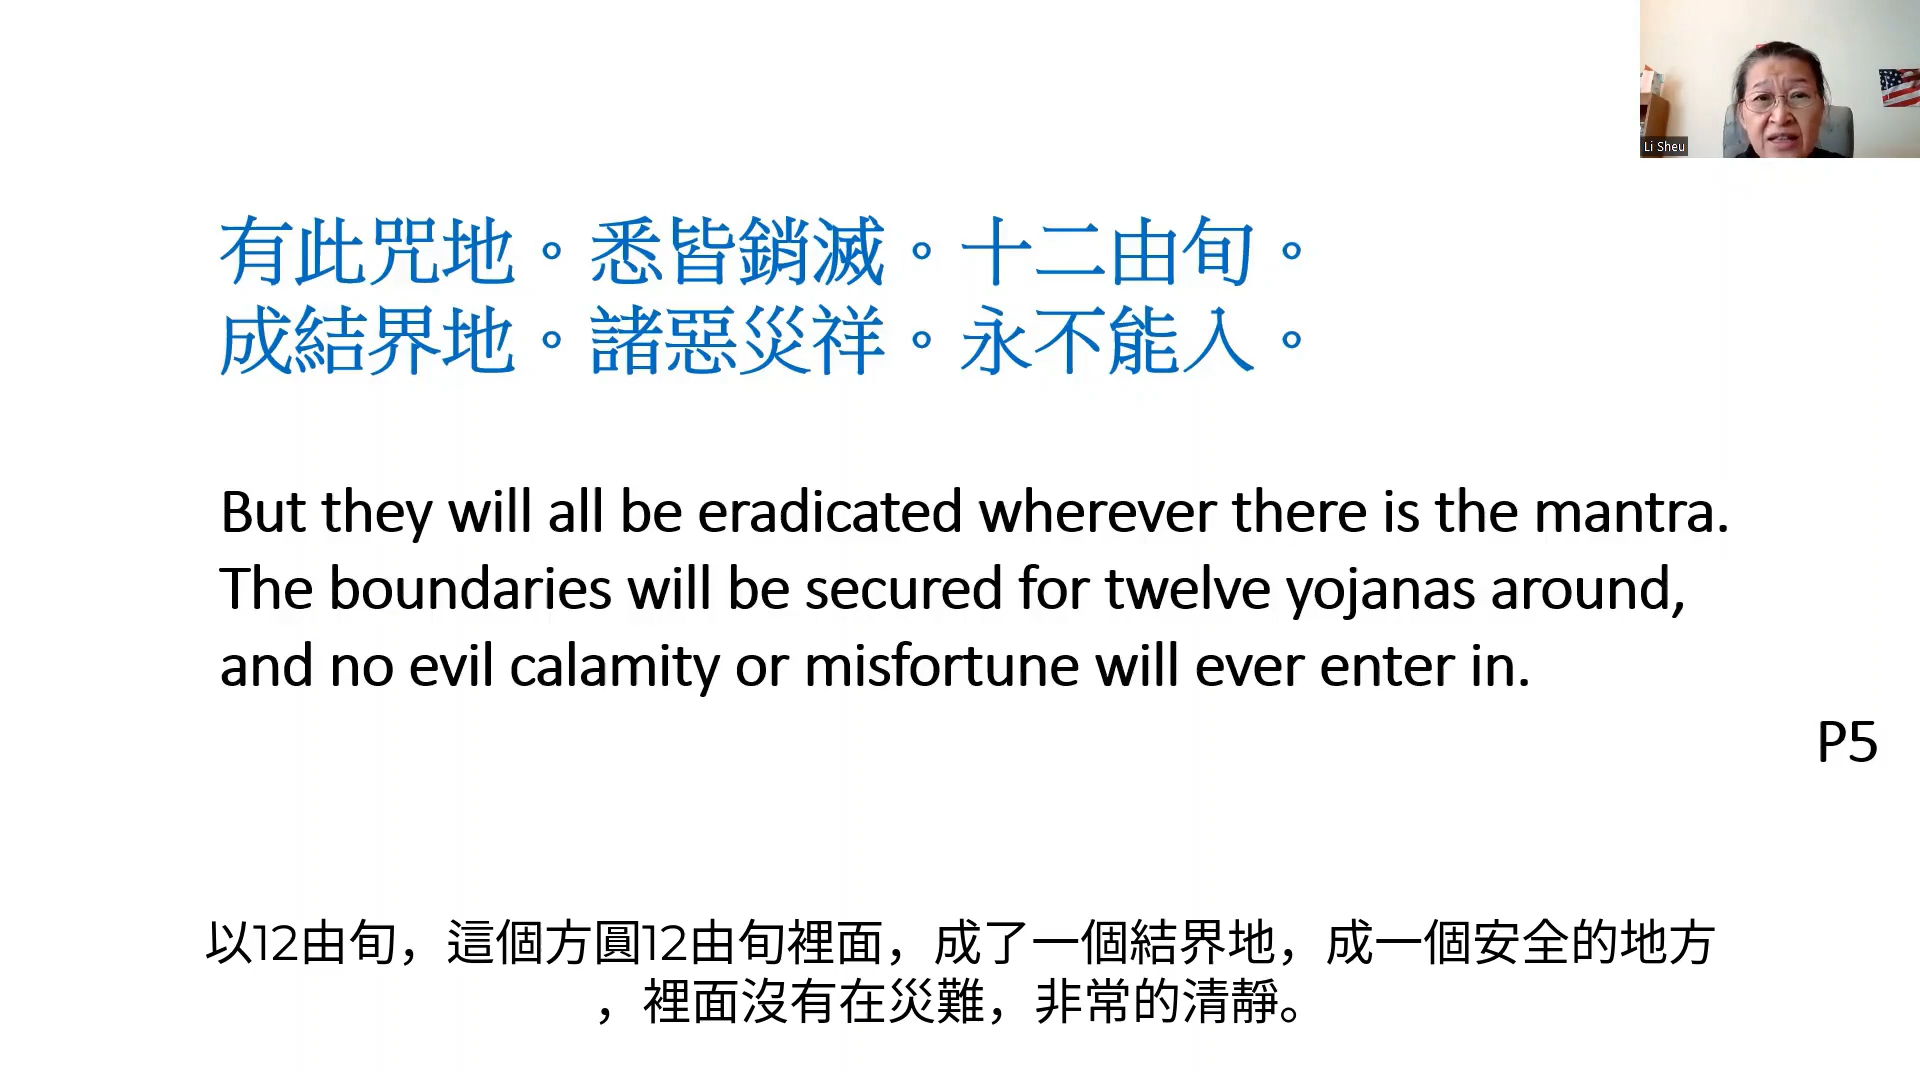 Li Sheu
有此咒地。悉皆銷滅。十二由旬。
成結界地。諸惡災祥。永不能入。
But they will all be eradicated wherever there is the mantra.
The boundaries will be secured for twelve yojanas around,
and no evil calamity or misfortune will ever enter in.
P5
以12由旬，這個方圓12由旬裡面，成了一個結界地，成一個安全的地方
，裡面沒有在災難，非常的清靜。